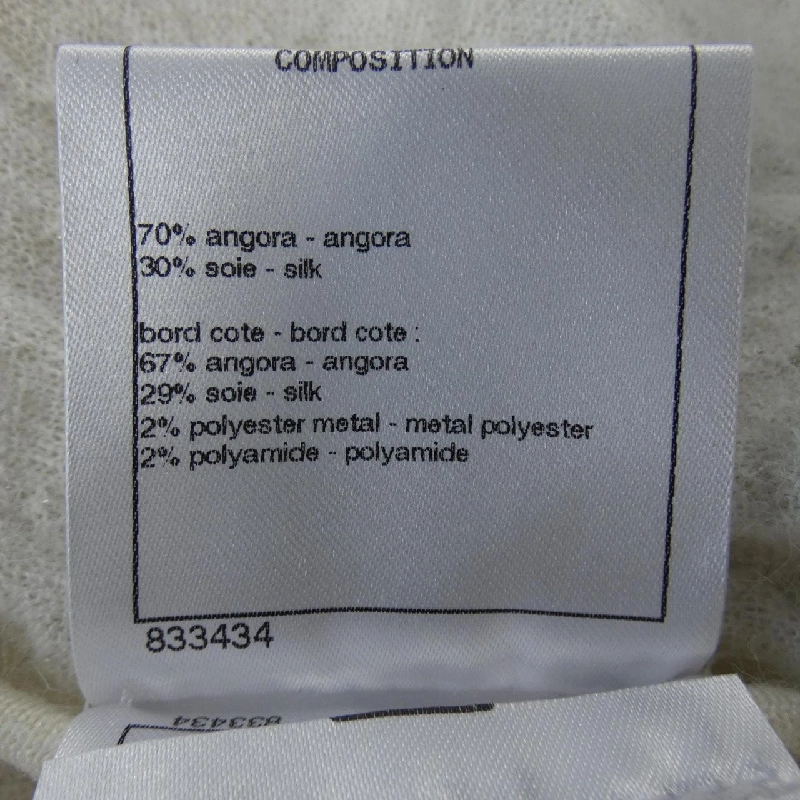 COMPOSITION
70% angora - angora
30% soie - silk
bord cote - bord cote :
67% angora - angora
29% soie - silk
2% polyester metal - metal polyester
2% polyamide - polyamide
833434
833434